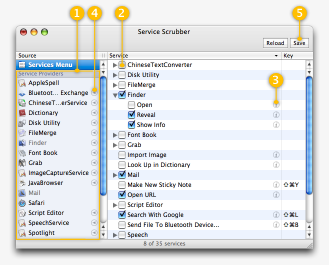 1
2
3
4
5
Service Scrubber
Reload
Save
Source
Service
Key
Services Menu
Service Providers
AppleSpell
Bluetoot... Exchange
ChineseT...erService
Dictionary
Disk Utility
FileMerge
Finder
Font Book
Grab
ImageCaptureService
JavaBrowser
Mail
Safari
Script Editor
SpeechService
Spotlight
ChineseTextConverter
Disk Utility
FileMerge
Finder
Open
Reveal
Show Info
Font Book
Grab
Import Image
Look Up in Dictionary
Mail
Make New Sticky Note
⇧⌘Y
Open URL
Script Editor
Search With Google
⇧⌘L
Send File To Bluetooth Device...
⇧⌘B
Speech
8 of 35 services